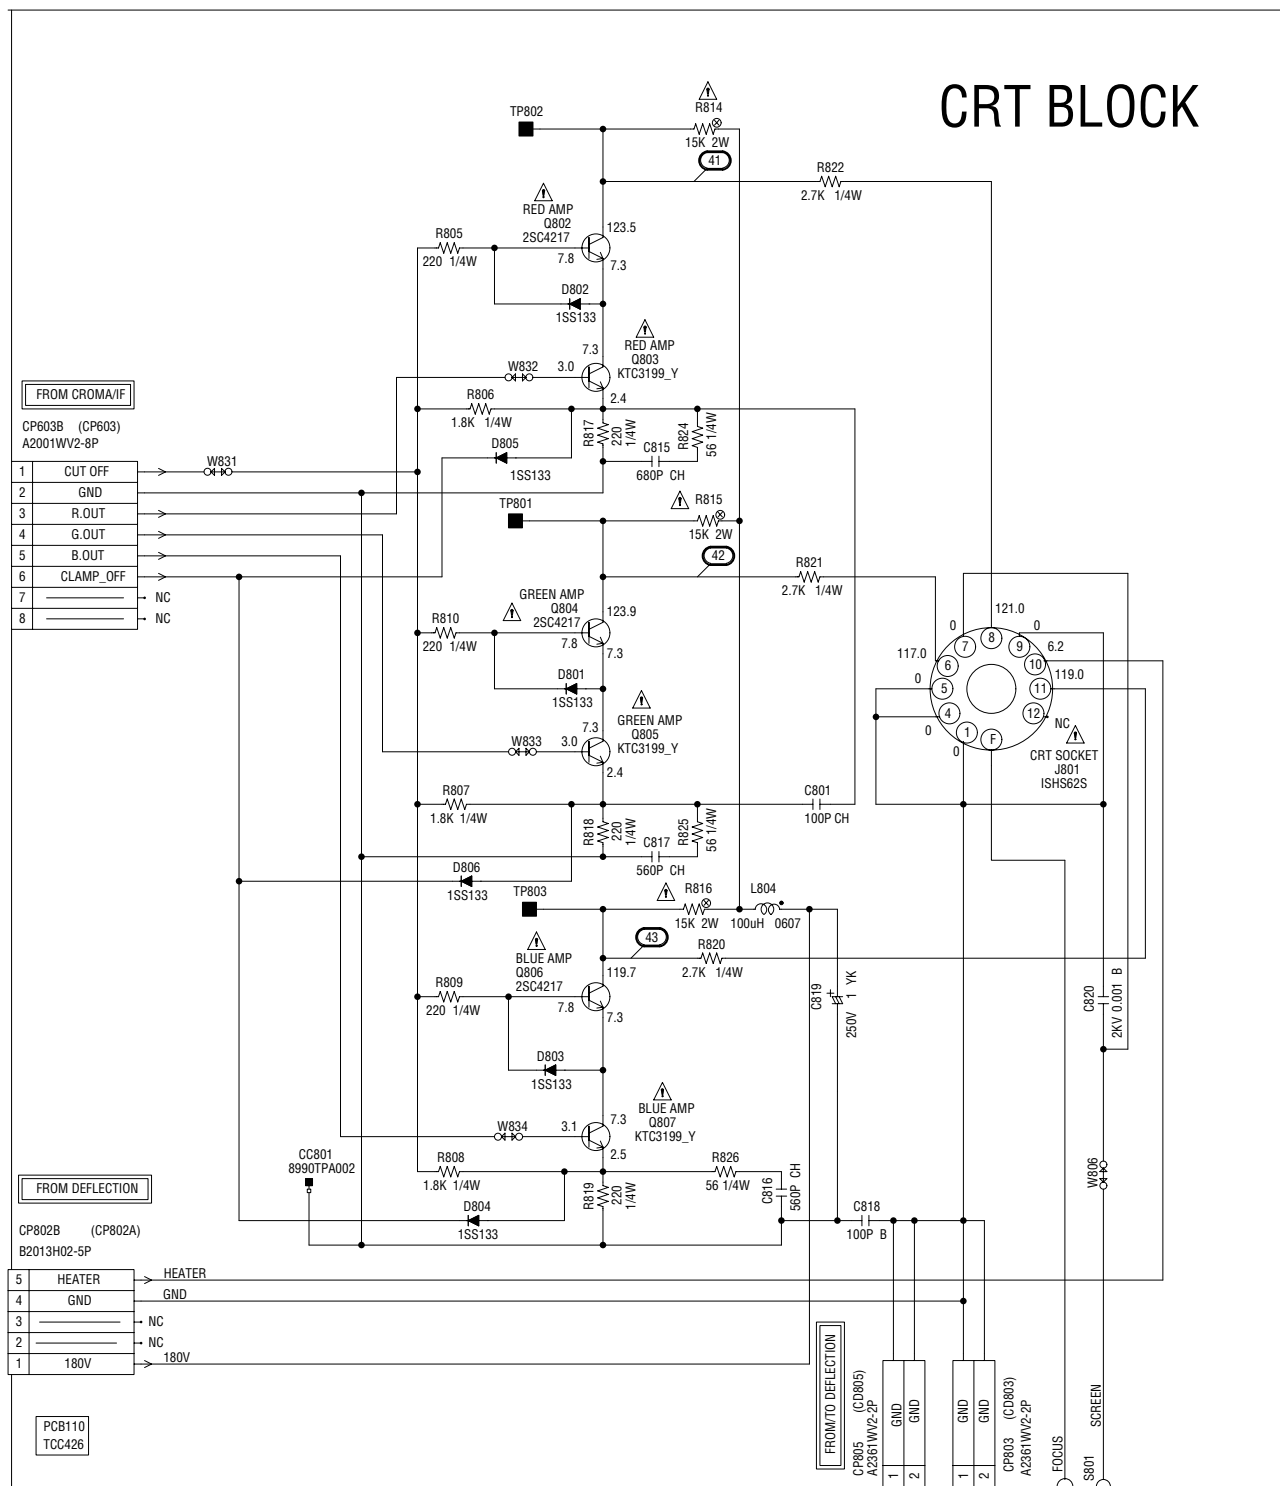 CRT BLOCK
TP802
R814
15K 2W
41
R822
2.7K 1/4W
RED AMP
Q802
2SC4217
123.5
7.8
7.3
R805
220 1/4W
D802
1SS133
RED AMP
Q803
KTC3199_Y
7.3
3.0
2.4
W832
R806
1.8K 1/4W
R817
220
1/4W
R824
56 1/4W
C815
680P CH
D805
1SS133
FROM CROMA/IF
CP603B (CP603)
A2001WV2-8P
1 CUT OFF
2 GND
3 R.OUT
4 G.OUT
5 B.OUT
6 CLAMP_OFF
7 NC
8 NC
W831
TP801
R815
15K 2W
42
R821
2.7K 1/4W
GREEN AMP
Q804
2SC4217
123.9
7.8
7.3
R810
220 1/4W
D801
1SS133
GREEN AMP
Q805
KTC3199_Y
7.3
3.0
2.4
W833
R807
1.8K 1/4W
R818
220
1/4W
R825
56 1/4W
C817
560P CH
C801
100P CH
D806
1SS133
121.0
0
0
117.0
6.2
119.0
0
0
0
7
8
9
6
10
5
11
4
12
1
F
NC
CRT SOCKET
J801
ISHS62S
TP803
R816
15K 2W
L804
100uH 0607
43
R820
2.7K 1/4W
BLUE AMP
Q806
2SC4217
119.7
7.8
7.3
R809
220 1/4W
D803
1SS133
C819
+
250V 1 YK
C820
2KV 0.001 B
BLUE AMP
Q807
KTC3199_Y
7.3
3.1
2.5
W834
R808
1.8K 1/4W
R819
220
1/4W
R826
56 1/4W
C816
560P CH
C818
100P B
D804
1SS133
CC801
8990TPA002
W806
FROM DEFLECTION
CP802B (CP802A)
B2013H02-5P
5 HEATER
HEATER
4 GND
GND
3 NC
2 NC
1 180V
180V
PCB110
TCC426
FROM/TO DEFLECTION
CP805 (CD805)
A2361WV2-2P
1 GND
2 GND
1 GND
2 GND
CP803 (CD803)
A2361WV2-2P
FOCUS
S801 SCREEN